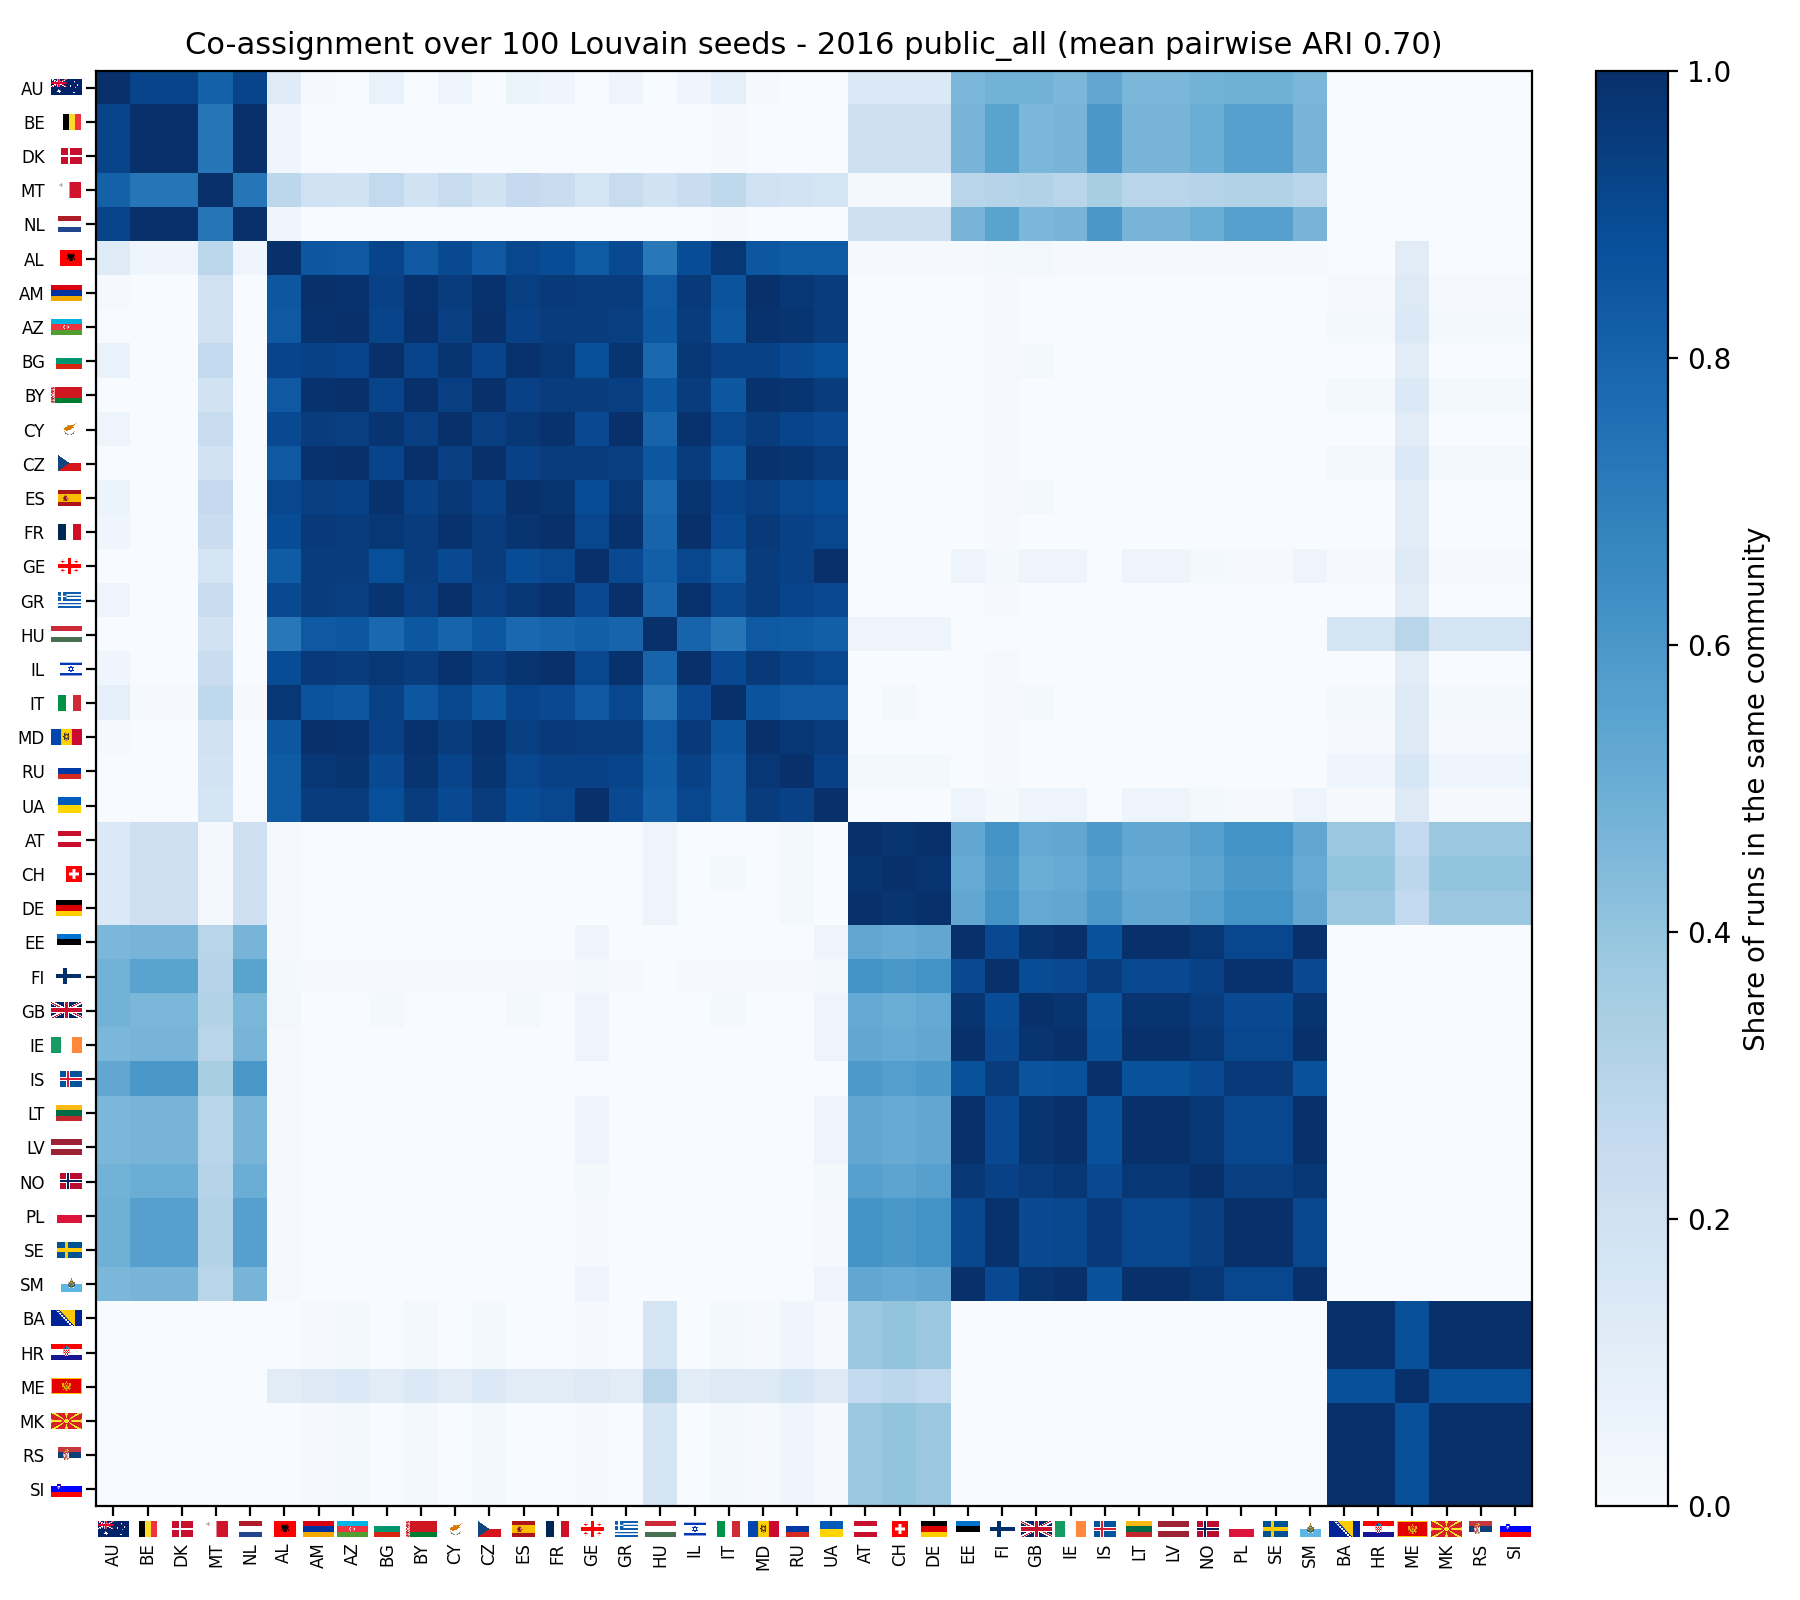 Co-assignment over 100 Louvain seeds - 2016 public_all (mean pairwise ARI 0.70)
AU
BE
DK
MT
NL
AL
AM
AZ
BG
BY
CY
CZ
ES
FR
GE
GR
HU
IL
IT
MD
RU
UA
AT
CH
DE
EE
FI
GB
IE
IS
LT
LV
NO
PL
SE
SM
BA
HR
ME
MK
RS
SI
AU BE DK MT NL AL AM AZ BG BY CY CZ ES FR GE GR HU IL IT MD RU UA AT CH DE EE FI GB IE IS LT LV NO PL SE SM BA HR ME MK RS SI
1.0
0.8
0.6
0.4
0.2
0.0
Share of runs in the same community